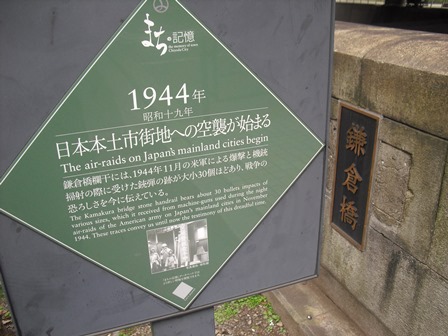 まち・記憶
the memory of town
Chiyoda City
1944年
昭和十九年
日本本土市街地への空襲が始まる
The air-raids on Japan's mainland cities begin
鎌倉橋欄干には、1944年11月の米軍による爆撃と機銃
掃射の際に受けた銃弾の跡が大小30個ほどあり、戦争の
恐ろしさを今に伝えている。
The Kamakura bridge stone handrail bears about 30 bullets impacts of
various sizes, which it received from machine-guns used during the night
air-raids of the American army on Japan's mainland cities in November
1944. These traces convey us until now the testimony of this dreadful time.
鎌倉橋